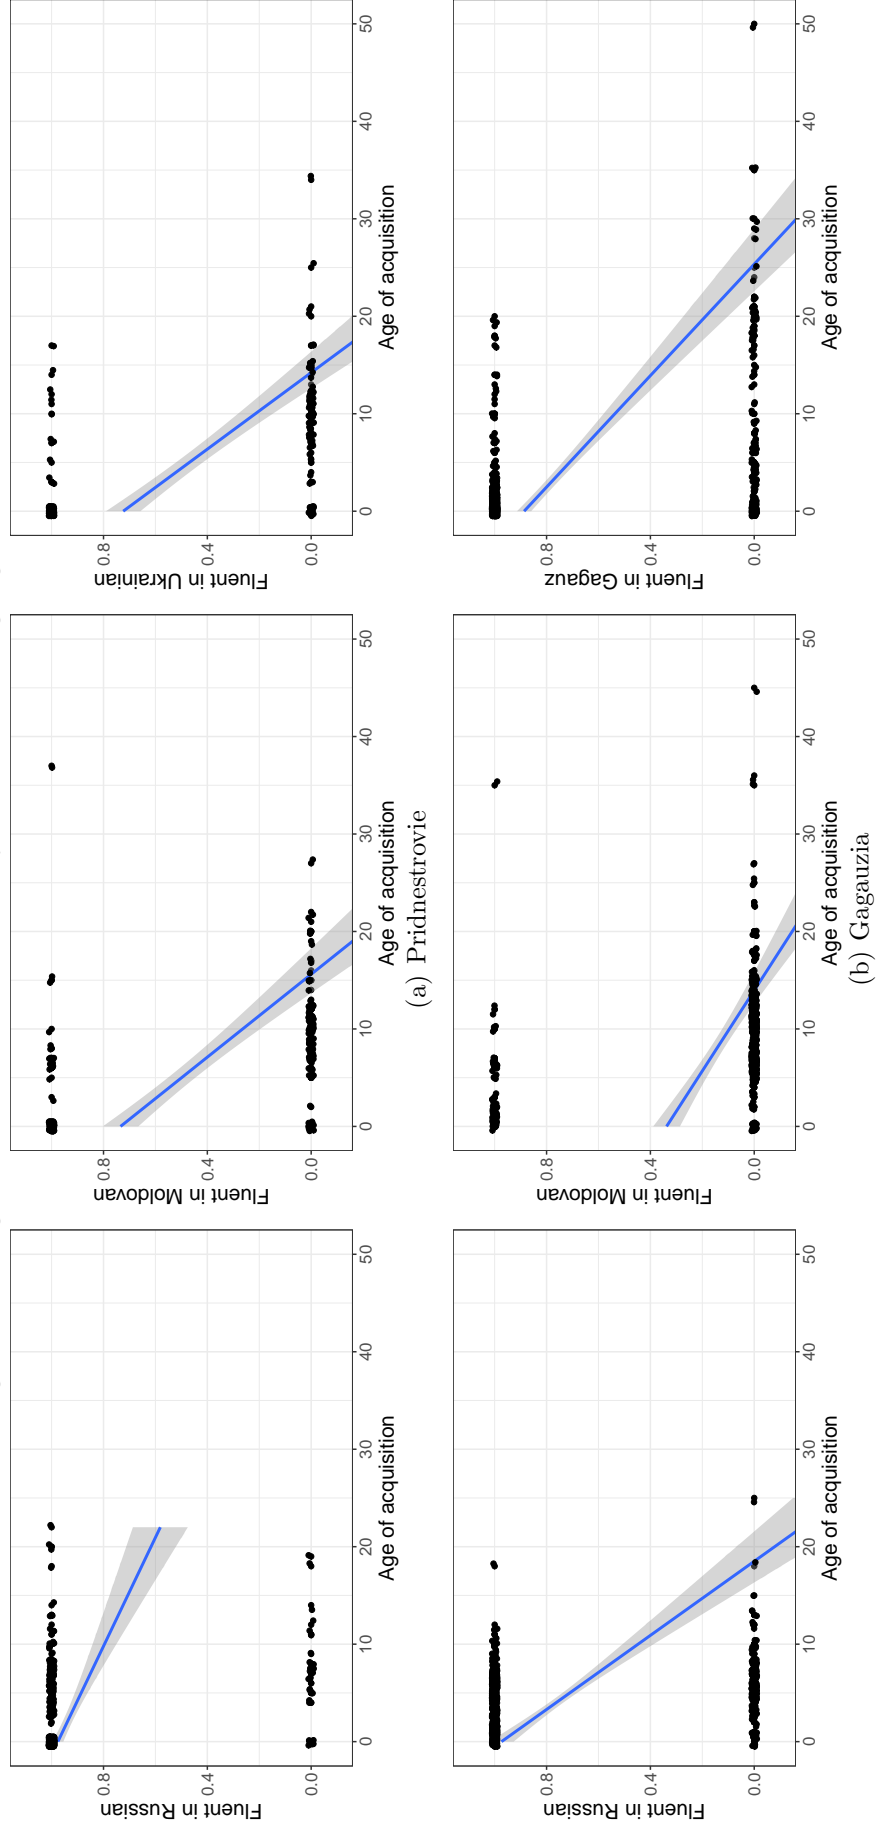 Fluent in Russian
0.8
0.4
0.0
0 10 20 30 40 50
Age of acquisition
Fluent in Moldovan
0.8
0.4
0.0
0 10 20 30 40 50
Age of acquisition
Fluent in Ukrainian
0.8
0.4
0.0
0 10 20 30 40 50
Age of acquisition
(a) Pridnestrovie
Fluent in Russian
0.8
0.4
0.0
0 10 20 30 40 50
Age of acquisition
Fluent in Moldovan
0.8
0.4
0.0
0 10 20 30 40 50
Age of acquisition
Fluent in Gagauz
0.8
0.4
0.0
0 10 20 30 40 50
Age of acquisition
(b) Gagauzia